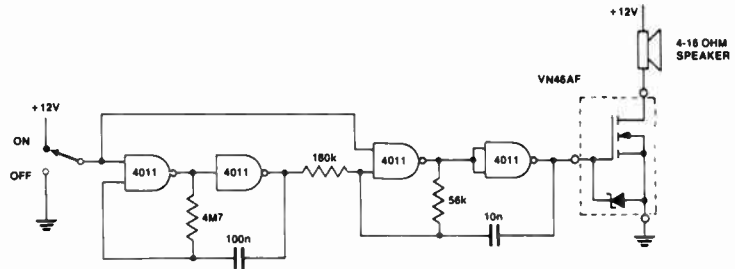 +12V
4-16 OHM
SPEAKER
VN46AF
+12V
ON
OFF
4011
4011
180k
4011
4011
4M7
100n
56k
10n